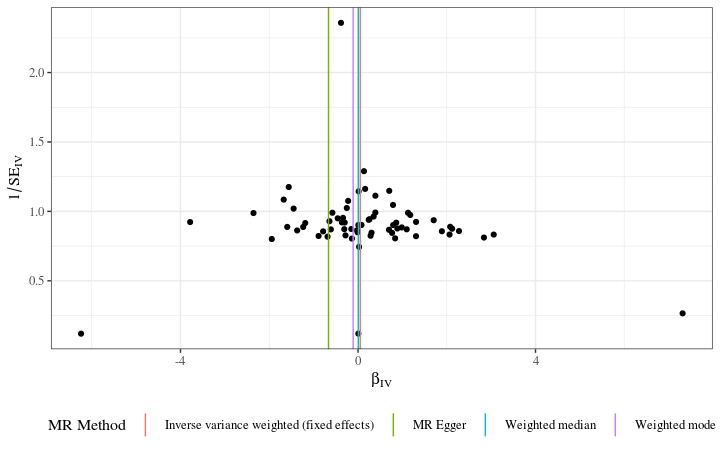 2.0
1.5
1.0
0.5
1/SE_IV
-4 0 4
β_IV
MR Method Inverse variance weighted (fixed effects) MR Egger Weighted median Weighted mode